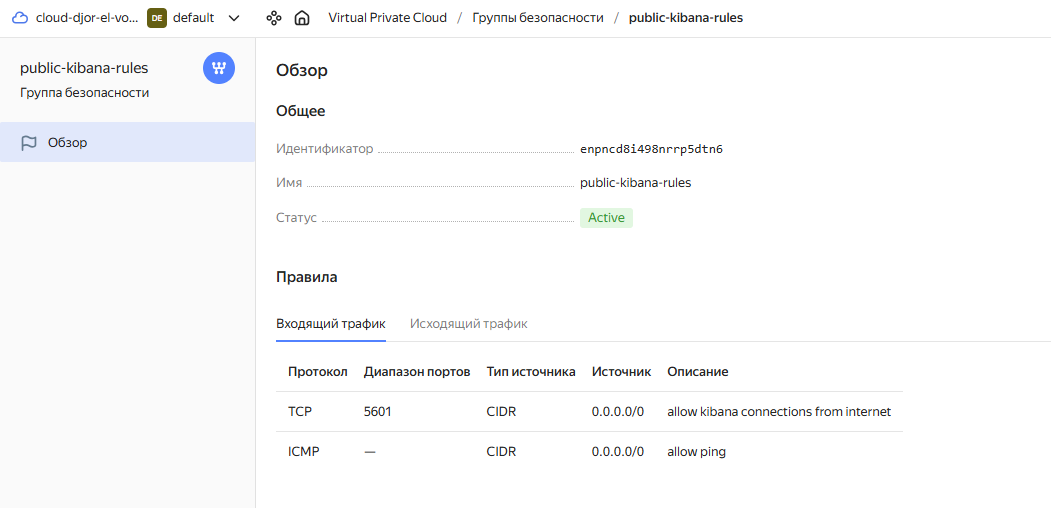 cloud-djor-el-vo... DE default Virtual Private Cloud / Группы безопасности / public-kibana-rules
public-kibana-rules
Группа безопасности
Обзор
Обзор
Общее
Идентификатор enpncd8i498nrrp5dtn6
Имя public-kibana-rules
Статус Active
Правила
Входящий трафик Исходящий трафик
Протокол Диапазон портов Тип источника Источник Описание
TCP 5601 CIDR 0.0.0.0/0 allow kibana connections from internet
ICMP — CIDR 0.0.0.0/0 allow ping